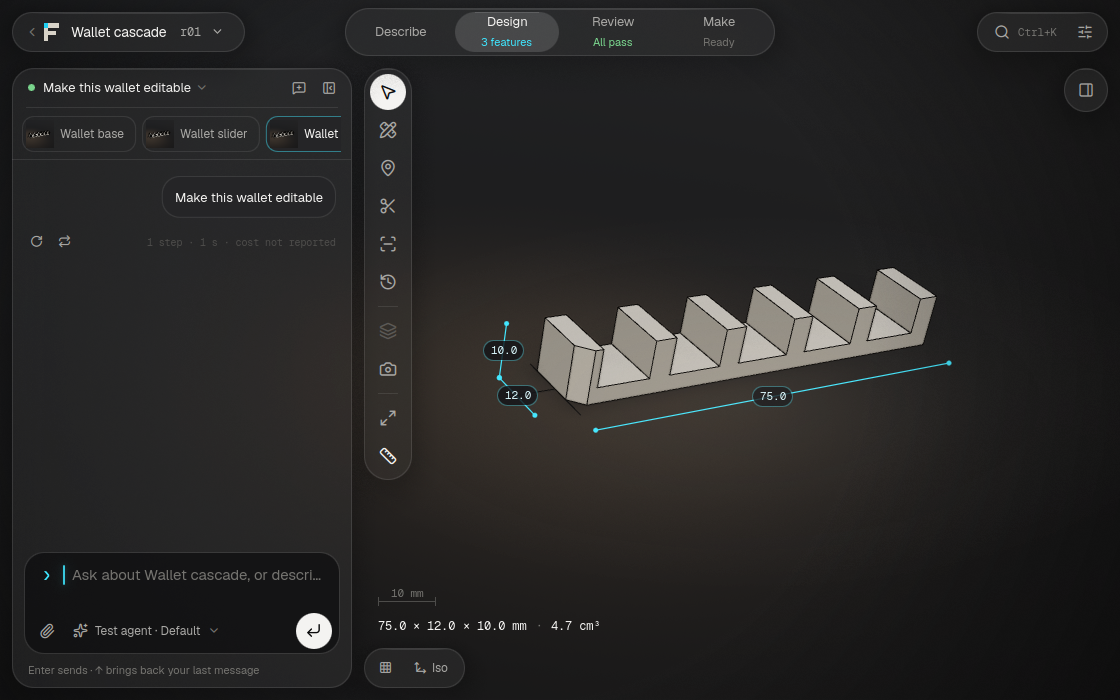 Wallet cascade r01
Describe
Design
3 features
Review
All pass
Make
Ready
Ctrl+K
Make this wallet editable
Wallet base
Wallet slider
Wallet
Make this wallet editable
1 step · 1 s · cost not reported
10.0
12.0
75.0
Ask about Wallet cascade, or descri…
Test agent · Default
Enter sends · ↑ brings back your last message
10 mm
75.0 × 12.0 × 10.0 mm · 4.7 cm³
Iso